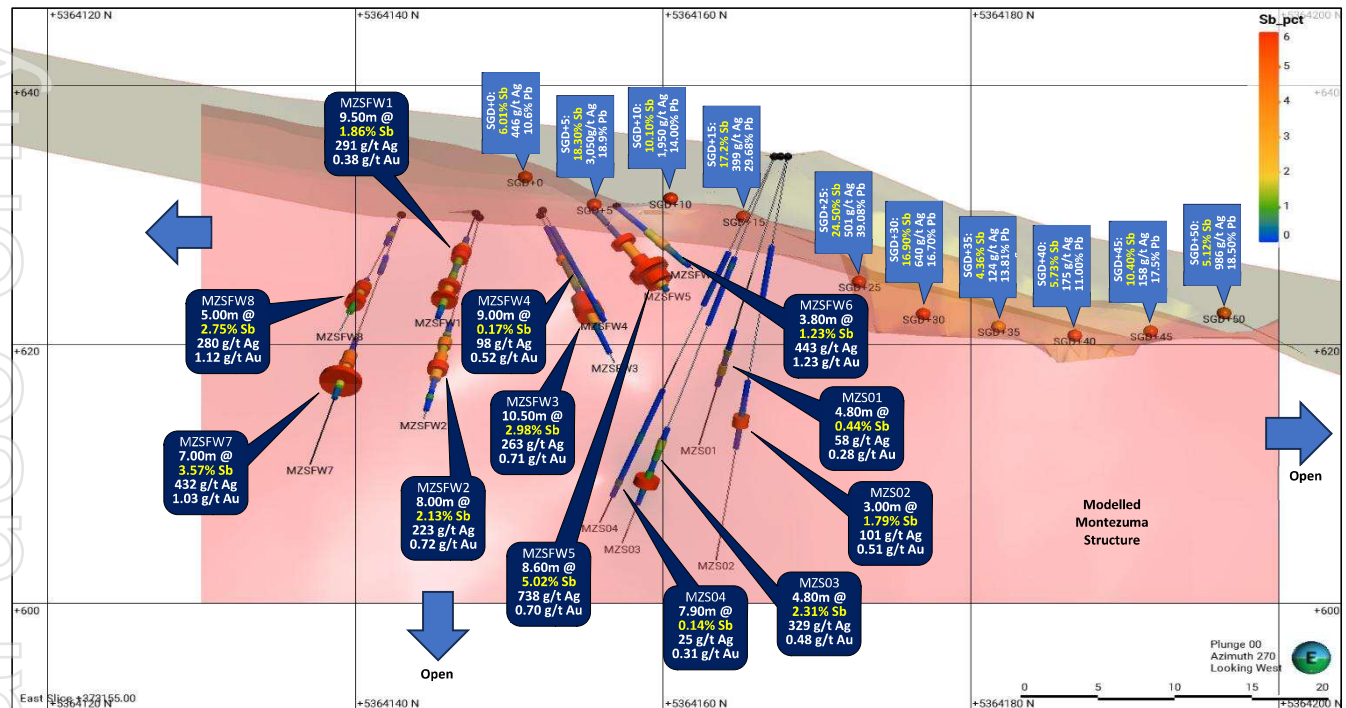 +5364120 N
+5364140 N
+5364160 N
+5364180 N
+5364200 N
Sb_pct
6
5
4
3
2
1
0
+640
+640
+620
+620
+600
+600
SGD+0:
6.01% Sb
446 g/t Ag
10.6% Pb
SGD+5:
18.30% Sb
3,050g/t Ag
18.9% Pb
SGD+10:
10.10% Sb
1,950 g/t Ag
14.00% Pb
SGD+15:
17.2% Sb
399 g/t Ag
29.68% Pb
SGD+25:
24.50% Sb
501 g/t Ag
39.08% Pb
SGD+30:
16.90% Sb
640 g/t Ag
16.70% Pb
SGD+35:
4.36% Sb
124 g/t Ag
13.81% Pb
SGD+40:
5.73% Sb
175 g/t Ag
11.00% Pb
SGD+45:
10.40% Sb
158 g/t Ag
17.5% Pb
SGD+50:
5.12% Sb
986 g/t Ag
18.50% Pb
SGD+0
SGD+5
SGD+10
SGD+15
SGD+25
SGD+30
SGD+35
SGD+40
SGD+45
SGD+50
MZSFW1
9.50m @
1.86% Sb
291 g/t Ag
0.38 g/t Au
MZSFW8
5.00m @
2.75% Sb
280 g/t Ag
1.12 g/t Au
MZSFW7
7.00m @
3.57% Sb
432 g/t Ag
1.03 g/t Au
MZSFW4
9.00m @
0.17% Sb
98 g/t Ag
0.52 g/t Au
MZSFW3
10.50m @
2.98% Sb
263 g/t Ag
0.71 g/t Au
MZSFW2
8.00m @
2.13% Sb
223 g/t Ag
0.72 g/t Au
MZSFW5
8.60m @
5.02% Sb
738 g/t Ag
0.70 g/t Au
MZSFW6
3.80m @
1.23% Sb
443 g/t Ag
1.23 g/t Au
MZS01
4.80m @
0.44% Sb
58 g/t Ag
0.28 g/t Au
MZS02
3.00m @
1.79% Sb
101 g/t Ag
0.51 g/t Au
MZS03
4.80m @
2.31% Sb
329 g/t Ag
0.48 g/t Au
MZS04
7.90m @
0.14% Sb
25 g/t Ag
0.31 g/t Au
MZSFW8
MZSFW1
MZSFW7
MZSFW2
MZSFW4
MZSFW3
MZSFW5
MZS01
MZS04
MZS03
MZS02
Modelled
Montezuma
Structure
Open
Open
Plunge 00
Azimuth 270
Looking West
E
0
5
10
15
20
East Slice +373155.00
+5364120 N
+5364140 N
+5364160 N
+5364180 N
+5364200 N